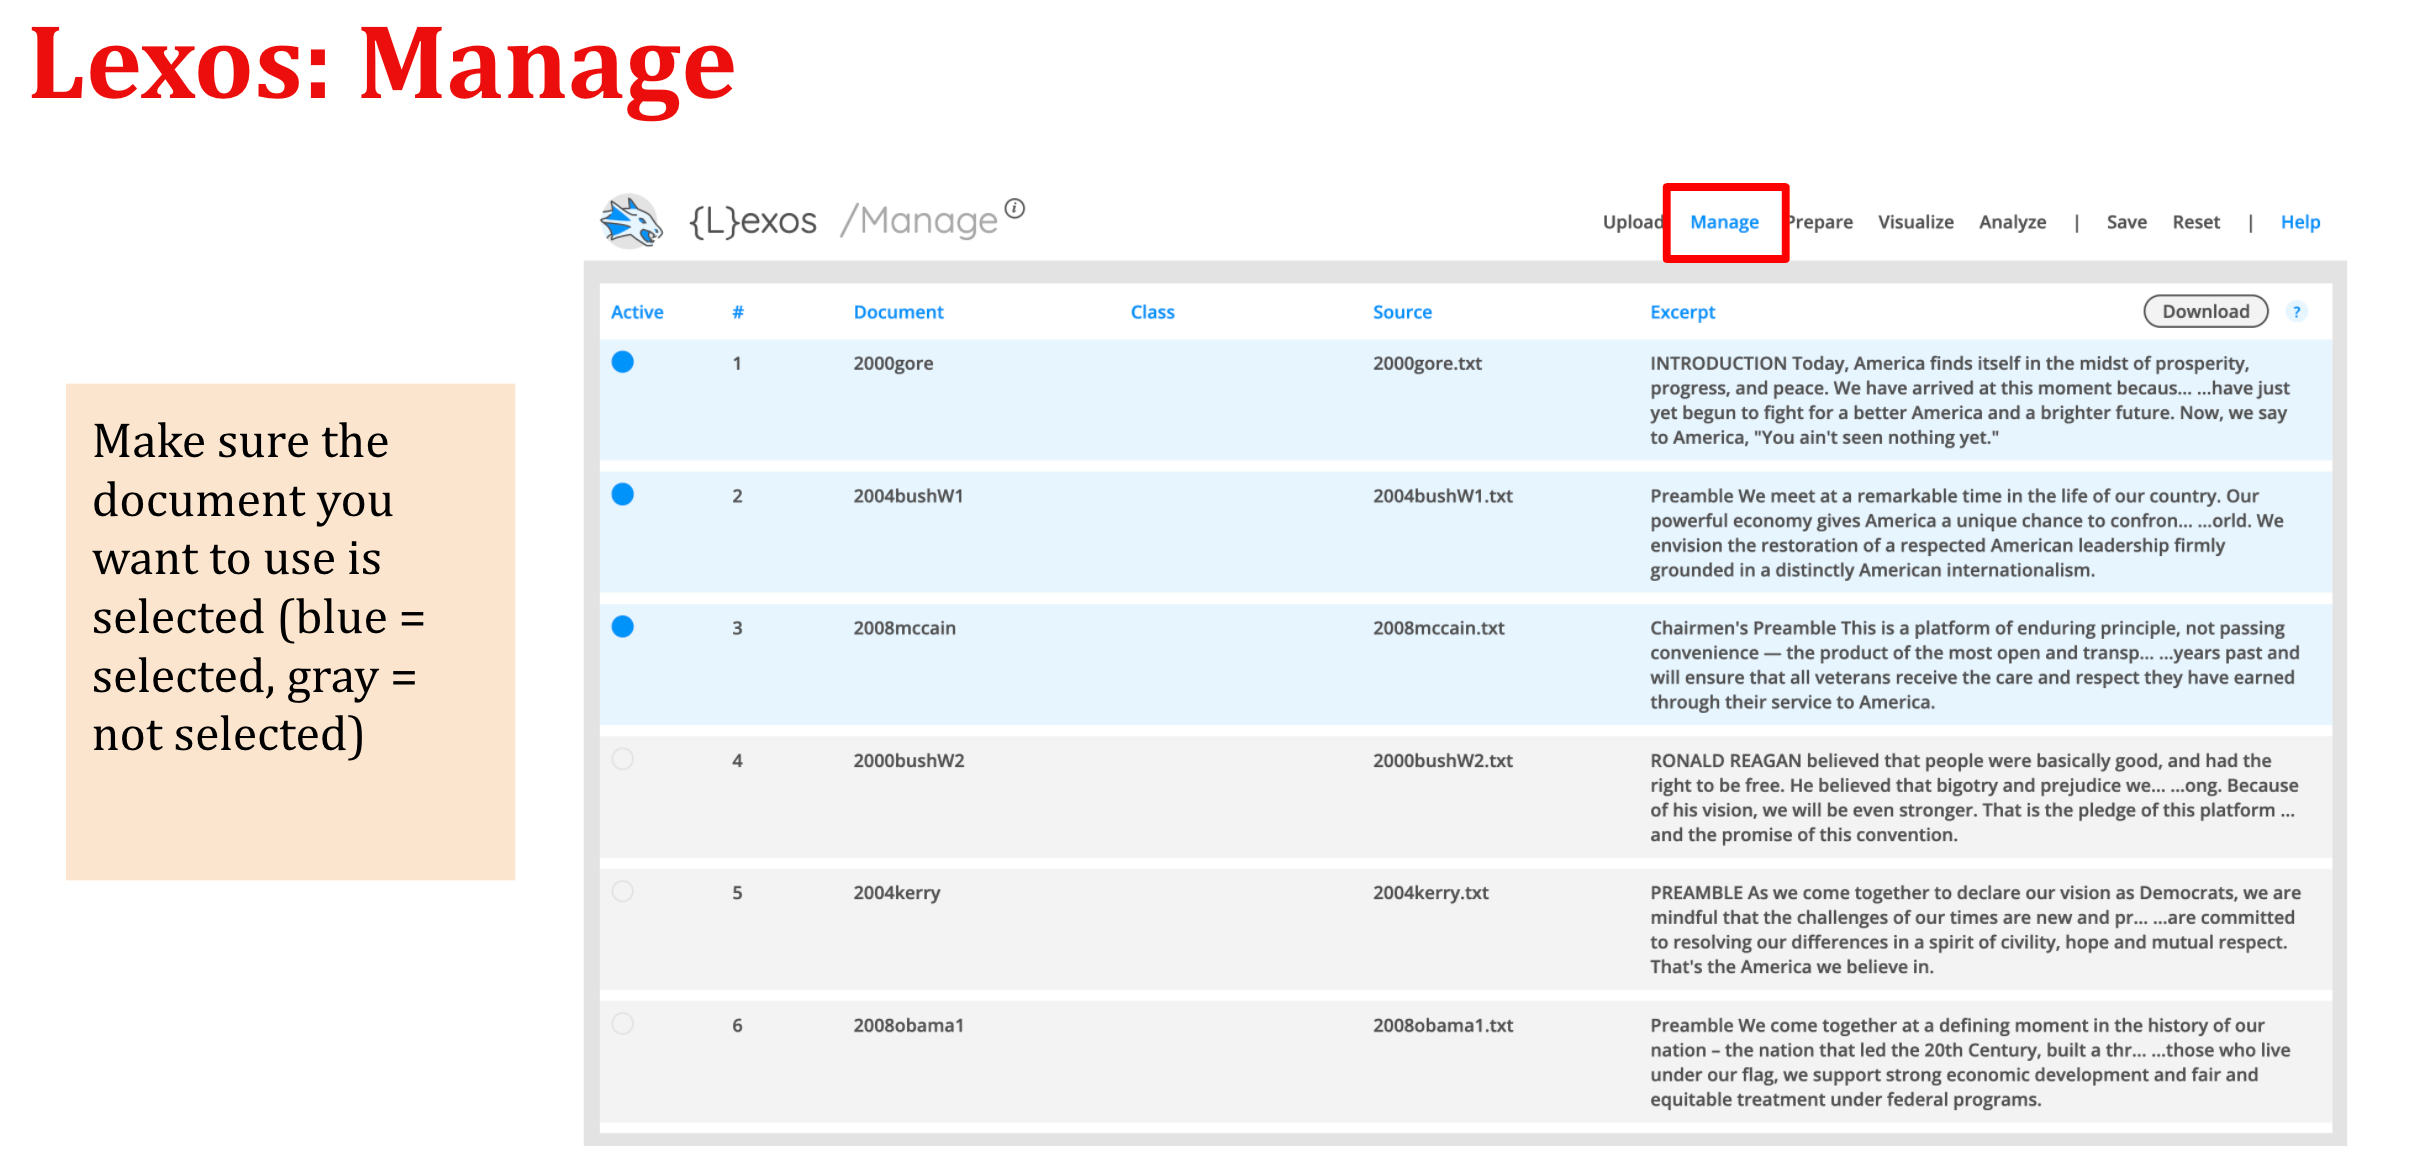 Lexos: Manage
{L}exos /Manage i
Upload Manage Prepare Visualize Analyze | Save Reset | Help
Make sure the
document you
want to use is
selected (blue =
selected, gray =
not selected)
Active # Document Class Source Excerpt Download ?
1 2000gore 2000gore.txt INTRODUCTION Today, America finds itself in the midst of prosperity,
progress, and peace. We have arrived at this moment becaus... ...have just
yet begun to fight for a better America and a brighter future. Now, we say
to America, "You ain't seen nothing yet."
2 2004bushW1 2004bushW1.txt Preamble We meet at a remarkable time in the life of our country. Our
powerful economy gives America a unique chance to confron... ...orld. We
envision the restoration of a respected American leadership firmly
grounded in a distinctly American internationalism.
3 2008mccain 2008mccain.txt Chairmen's Preamble This is a platform of enduring principle, not passing
convenience — the product of the most open and transp... ...years past and
will ensure that all veterans receive the care and respect they have earned
through their service to America.
4 2000bushW2 2000bushW2.txt RONALD REAGAN believed that people were basically good, and had the
right to be free. He believed that bigotry and prejudice we... ...ong. Because
of his vision, we will be even stronger. That is the pledge of this platform ...
and the promise of this convention.
5 2004kerry 2004kerry.txt PREAMBLE As we come together to declare our vision as Democrats, we are
mindful that the challenges of our times are new and pr... ...are committed
to resolving our differences in a spirit of civility, hope and mutual respect.
That's the America we believe in.
6 2008obama1 2008obama1.txt Preamble We come together at a defining moment in the history of our
nation – the nation that led the 20th Century, built a thr... ...those who live
under our flag, we support strong economic development and fair and
equitable treatment under federal programs.